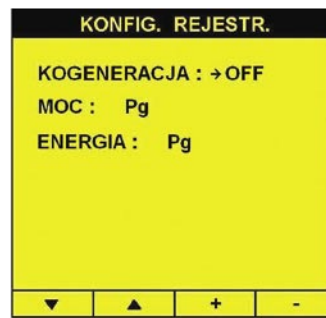 KONFIG. REJESTR.
KOGENERACJA : → OFF
MOC : Pg
ENERGIA : Pg
▼ ▲ + -